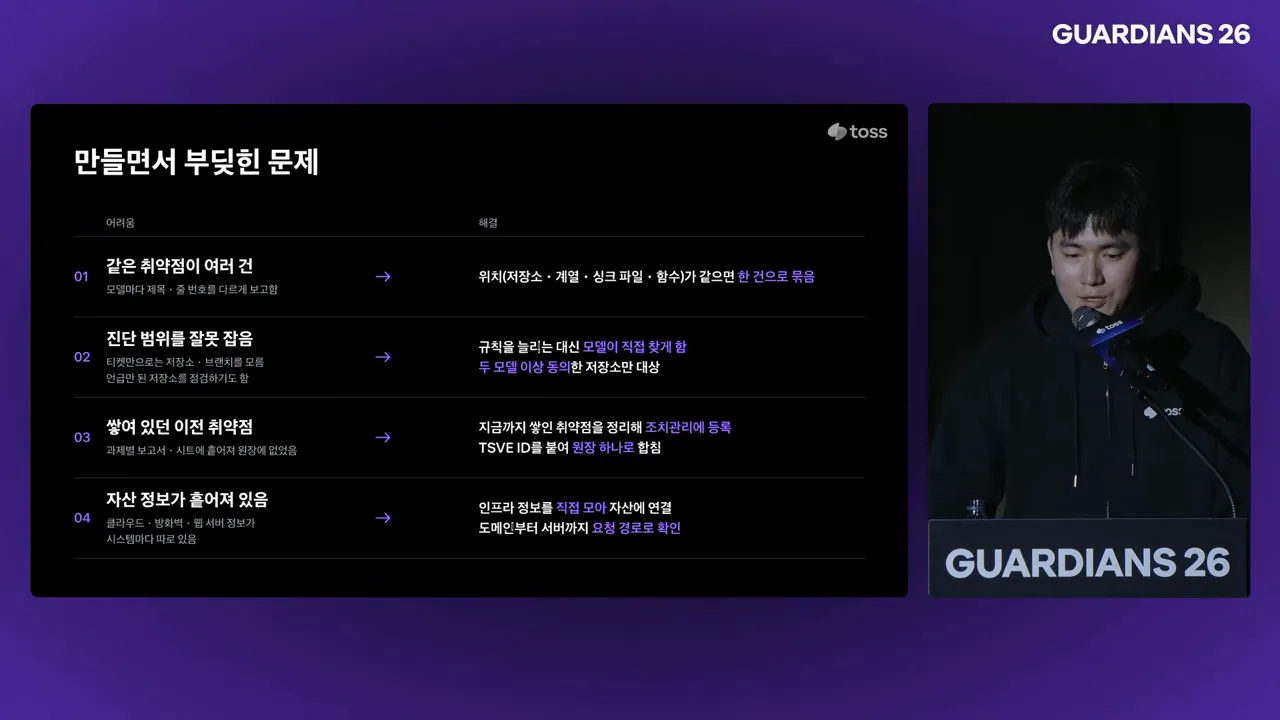 GUARDIANS 26
toss
만들면서 부딪힌 문제
어려움
해결
01
같은 취약점이 여러 건
모델마다 제목 · 줄 번호를 다르게 보고함
→
위치(저장소 · 계열 · 싱크 파일 · 함수)가 같으면 한 건으로 묶음
02
진단 범위를 잘못 잡음
티켓만으로는 저장소 · 브랜치를 모름
언급만 된 저장소를 점검하기도 함
→
규칙을 늘리는 대신 모델이 직접 찾게 함
두 모델 이상 동의한 저장소만 대상
03
쌓여 있던 이전 취약점
과제별 보고서 · 시트에 흩어져 원장에 없었음
→
지금까지 쌓인 취약점을 정리해 조치관리에 등록
TSVE ID를 붙여 원장 하나로 합침
04
자산 정보가 흩어져 있음
클라우드 · 방화벽 · 웹 서버 정보가
시스템마다 따로 있음
→
인프라 정보를 직접 모아 자산에 연결
도메인부터 서버까지 요청 경로로 확인
toss
toss
GUARDIANS 26